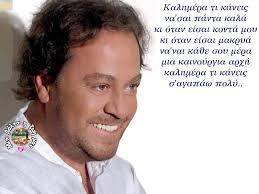 Καλημέρα τι κάνεις
να'σαι πάντα καλά
κι όταν είσαι κοντά μου
κι όταν είσαι μακρυά
να'ναι κάθε σου μέρα
μια καινούργια αρχή
καλημέρα τι κάνεις
σ'αγαπάω πολύ..